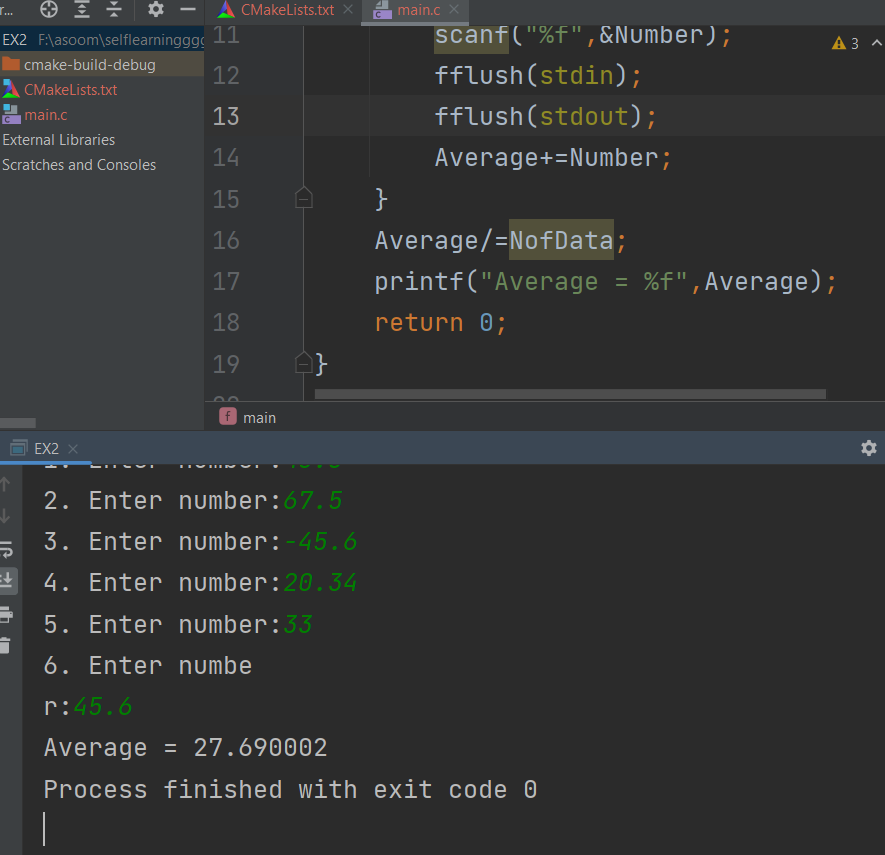 r...
CMakeLists.txt
main.c
EX2 F:\asoom\selflearninggggg
cmake-build-debug
CMakeLists.txt
main.c
External Libraries
Scratches and Consoles
11 scanf("%f",&Number);
3
12 fflush(stdin);
13 fflush(stdout);
14 Average+=Number;
15 }
16 Average/=NofData;
17 printf("Average = %f",Average);
18 return 0;
19 }
f main
EX2
1. Enter number:
2. Enter number:67.5
3. Enter number:-45.6
4. Enter number:20.34
5. Enter number:33
6. Enter numbe
r:45.6
Average = 27.690002
Process finished with exit code 0